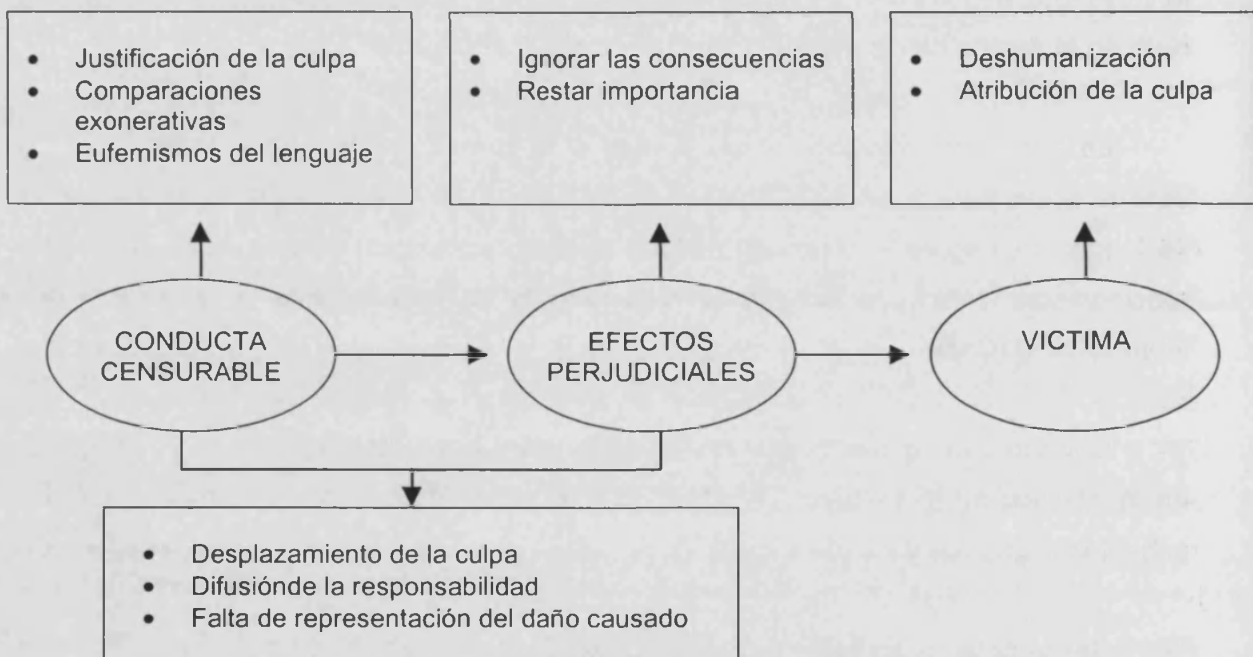 • Justificación de la culpa
• Comparaciones
exonerativas
• Eufemismos del lenguaje
• Ignorar las consecuencias
• Restar importancia
• Deshumanización
• Atribución de la culpa
CONDUCTA
CENSURABLE
EFECTOS
PERJUDICIALES
VICTIMA
• Desplazamiento de la culpa
• Difusiónde la responsabilidad
• Falta de representación del daño causado